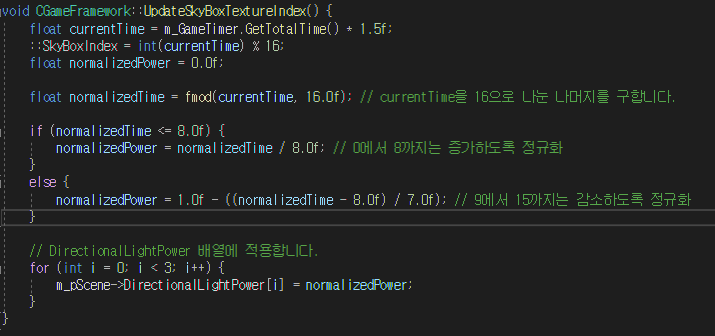 void CGameFramework::UpdateSkyBoxTextureIndex() {
float currentTime = m_GameTimer.GetTotalTime() * 1.5f;
::SkyBoxIndex = int(currentTime) % 16;
float normalizedPower = 0.0f;
float normalizedTime = fmod(currentTime, 16.0f); // currentTime을 16으로 나눈 나머지를 구합니다.
if (normalizedTime <= 8.0f) {
normalizedPower = normalizedTime / 8.0f; // 0에서 8까지는 증가하도록 정규화
}
else {
normalizedPower = 1.0f - ((normalizedTime - 8.0f) / 7.0f); // 9에서 15까지는 감소하도록 정규화
}
// DirectionalLightPower 배열에 적용합니다.
for (int i = 0; i < 3; i++) {
m_pScene->DirectionalLightPower[i] = normalizedPower;
}
}